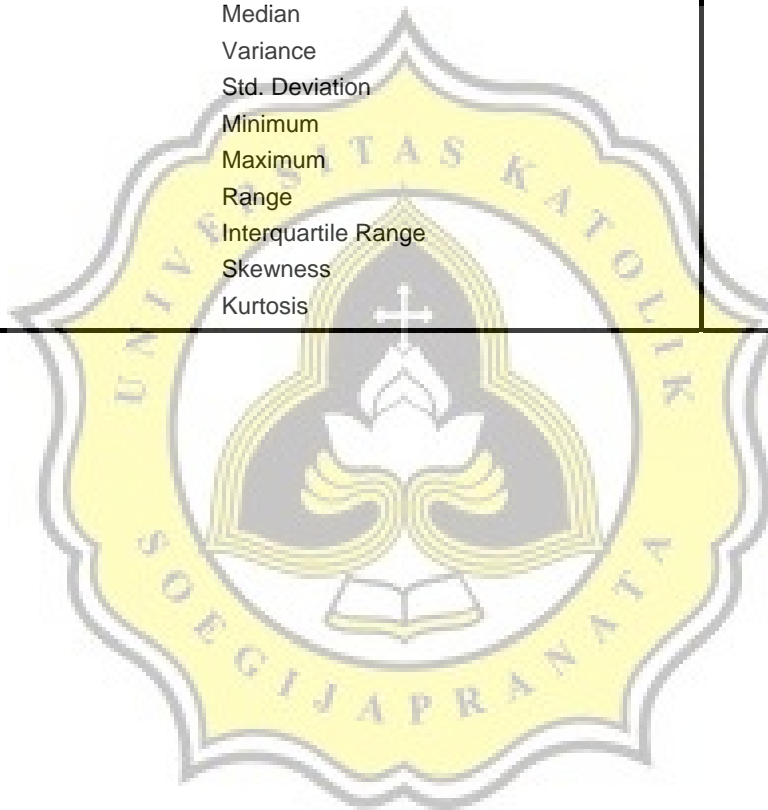 Median
Variance
Std. Deviation
Minimum
Maximum
Range
Interquartile Range
Skewness
Kurtosis
UNIVERSITAS KATOLIK
SOEGIJAPRANATA